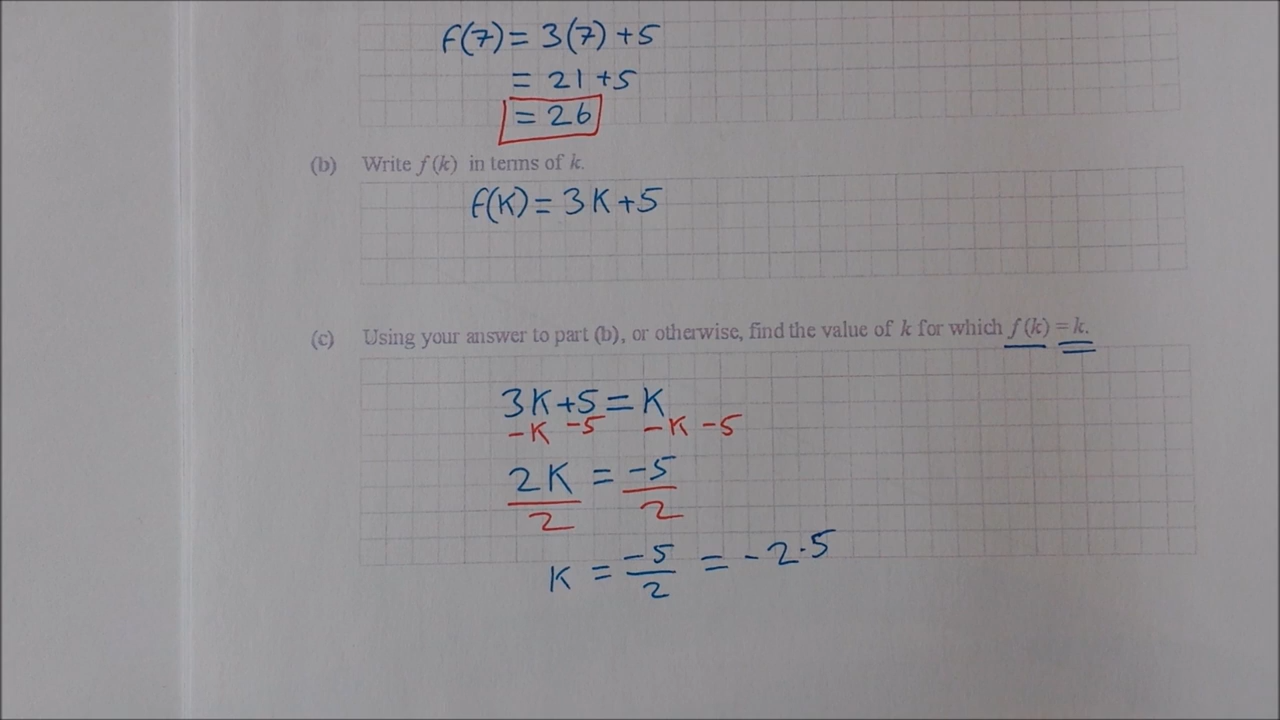 f(7) = 3(7) + 5
= 21 + 5
= 26
(b) Write f(k) in terms of k.
f(K) = 3K + 5
(c) Using your answer to part (b), or otherwise, find the value of k for which f(k) = k.
3K + 5 = K
-K -5 -K -5
2K = -5
2 2
K = -5/2 = -2·5